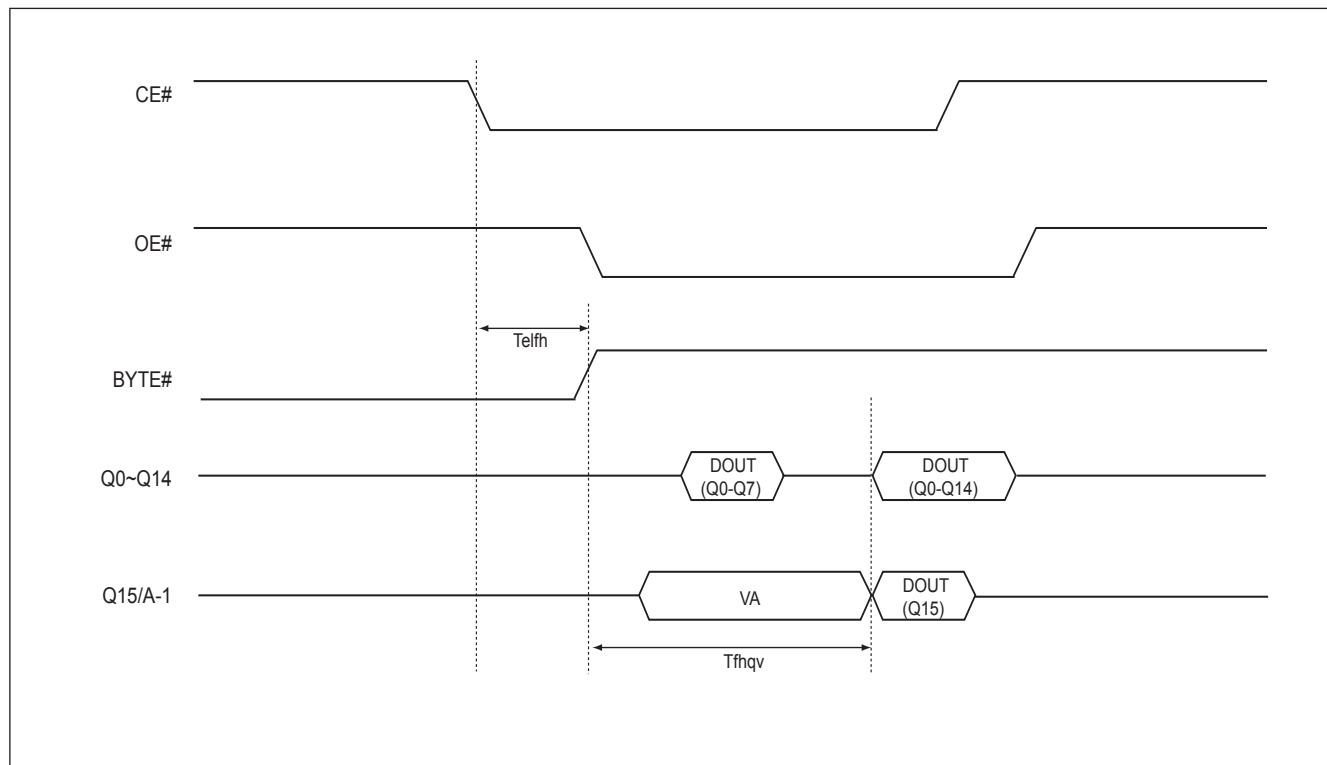 CE#
OE#
Telfh
BYTE#
Q0~Q14
DOUT
(Q0-Q7)
DOUT
(Q0-Q14)
Q15/A-1
VA
DOUT
(Q15)
Tfhqv